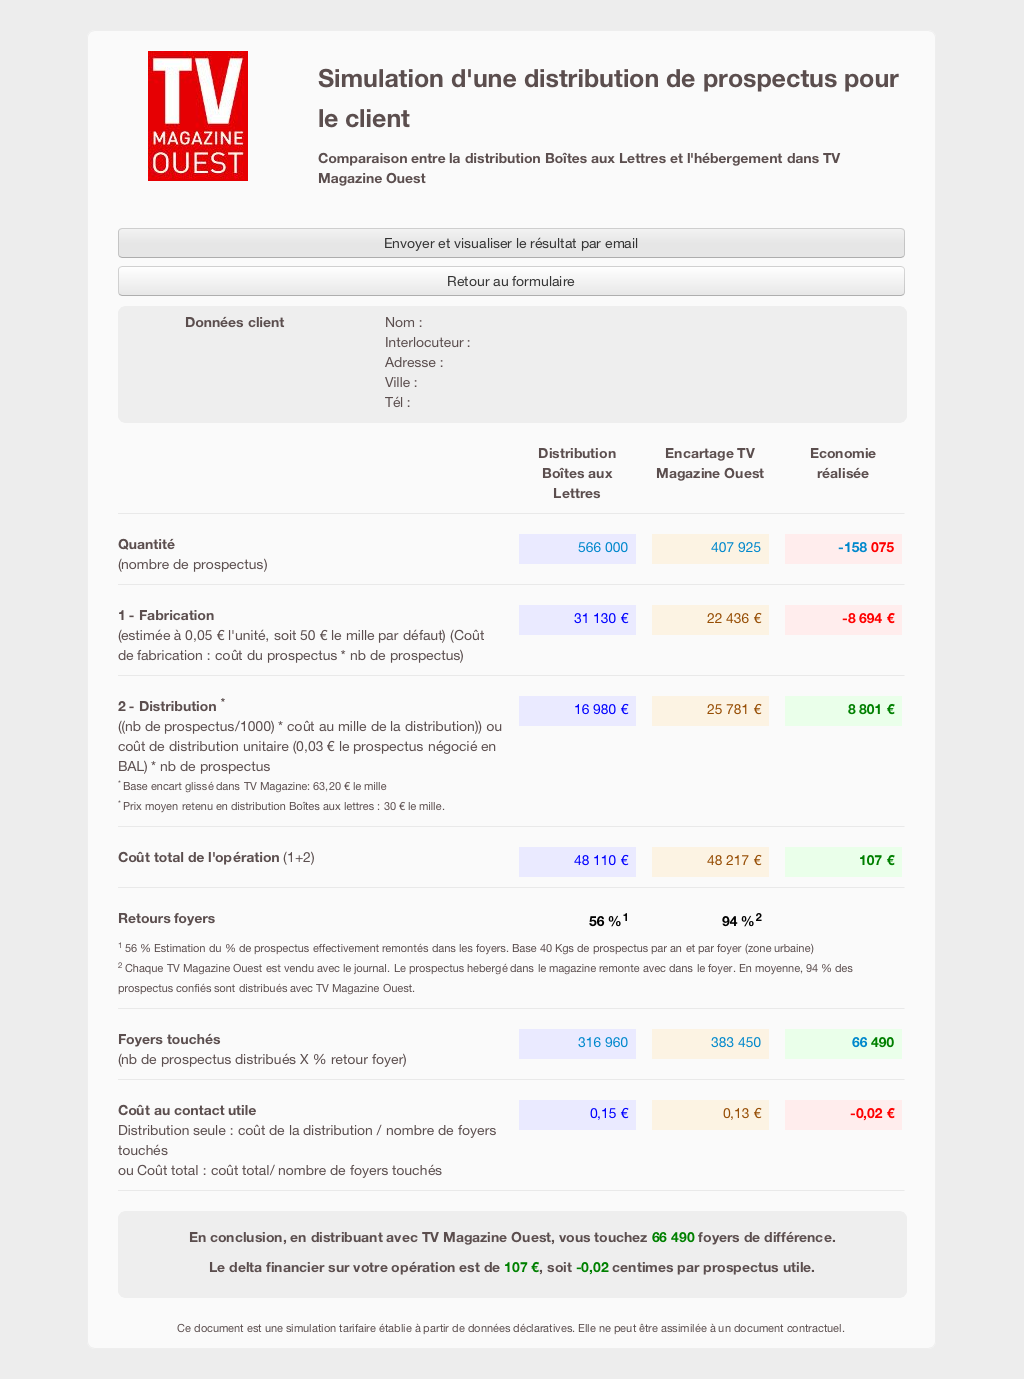 TV
MAGAZINE
OUEST
Simulation d'une distribution de prospectus pour
le client
Comparaison entre la distribution Boîtes aux Lettres et l'hébergement dans TV
Magazine Ouest
Envoyer et visualiser le résultat par email
Retour au formulaire
Données client
Nom :
Interlocuteur :
Adresse :
Ville :
Tél :
Distribution
Boîtes aux
Lettres
Encartage TV
Magazine Ouest
Economie
réalisée
Quantité
(nombre de prospectus)
566 000
407 925
-158 075
1 - Fabrication
(estimée à 0,05 € l'unité, soit 50 € le mille par défaut) (Coût
de fabrication : coût du prospectus * nb de prospectus)
31 130 €
22 436 €
-8 694 €
2 - Distribution *
((nb de prospectus/1000) * coût au mille de la distribution)) ou
coût de distribution unitaire (0,03 € le prospectus négocié en
BAL) * nb de prospectus
* Base encart glissé dans TV Magazine: 63,20 € le mille
* Prix moyen retenu en distribution Boîtes aux lettres : 30 € le mille.
16 980 €
25 781 €
8 801 €
Coût total de l'opération (1+2)
48 110 €
48 217 €
107 €
Retours foyers
56 %1
94 %2
1 56 % Estimation du % de prospectus effectivement remontés dans les foyers. Base 40 Kgs de prospectus par an et par foyer (zone urbaine)
2 Chaque TV Magazine Ouest est vendu avec le journal. Le prospectus hebergé dans le magazine remonte avec dans le foyer. En moyenne, 94 % des
prospectus confiés sont distribués avec TV Magazine Ouest.
Foyers touchés
(nb de prospectus distribués X % retour foyer)
316 960
383 450
66 490
Coût au contact utile
Distribution seule : coût de la distribution / nombre de foyers
touchés
ou Coût total : coût total/ nombre de foyers touchés
0,15 €
0,13 €
-0,02 €
En conclusion, en distribuant avec TV Magazine Ouest, vous touchez 66 490 foyers de différence.
Le delta financier sur votre opération est de 107 €, soit -0,02 centimes par prospectus utile.
Ce document est une simulation tarifaire établie à partir de données déclaratives. Elle ne peut être assimilée à un document contractuel.